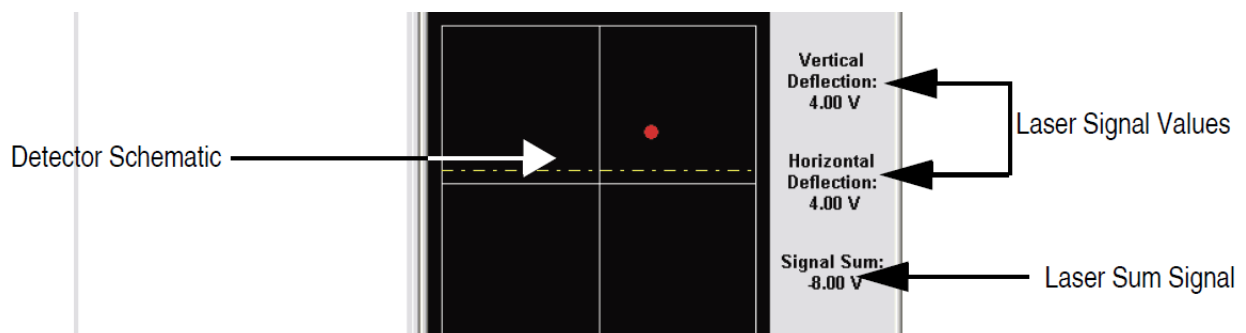 Vertical
Deflection:
4.00 V
Laser Signal Values
Detector Schematic
Horizontal
Deflection:
4.00 V
Signal Sum:
-8.00 V
Laser Sum Signal